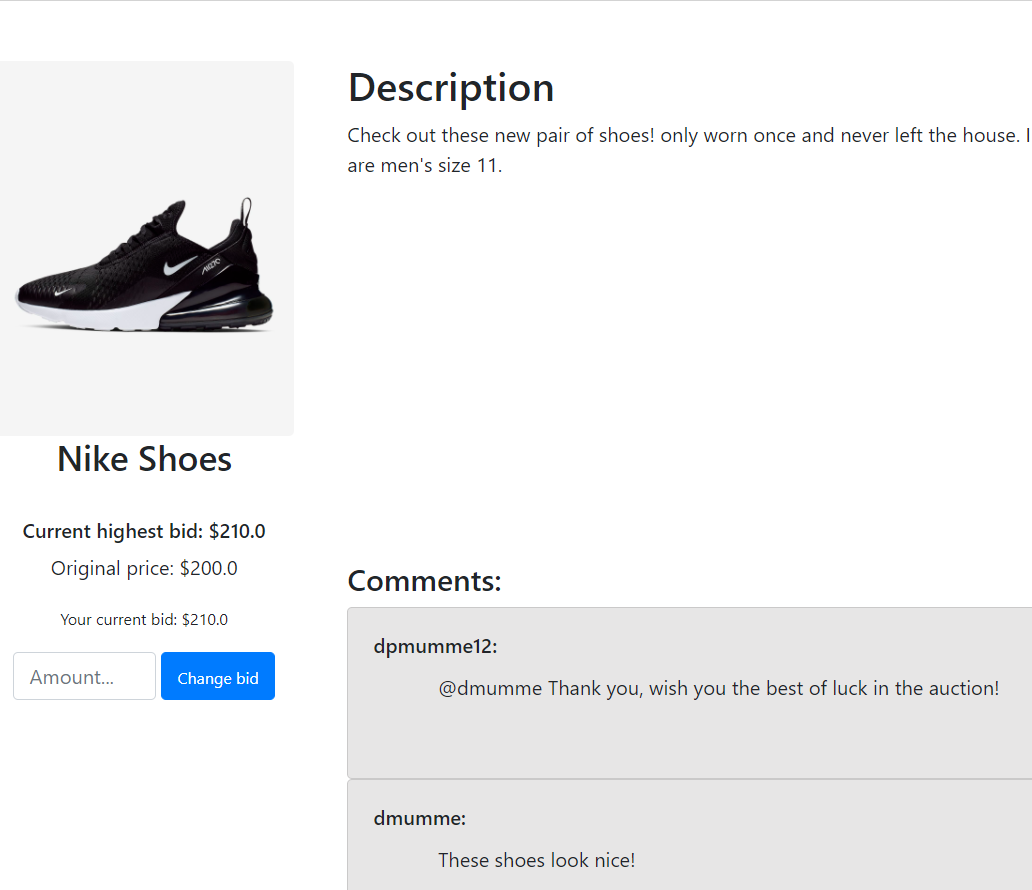 Description
Check out these new pair of shoes! only worn once and never left the house. I
are men's size 11.
Nike Shoes
Current highest bid: $210.0
Original price: $200.0
Your current bid: $210.0
Amount...
Change bid
Comments:
dpmumme12:
@dmumme Thank you, wish you the best of luck in the auction!
dmumme:
These shoes look nice!